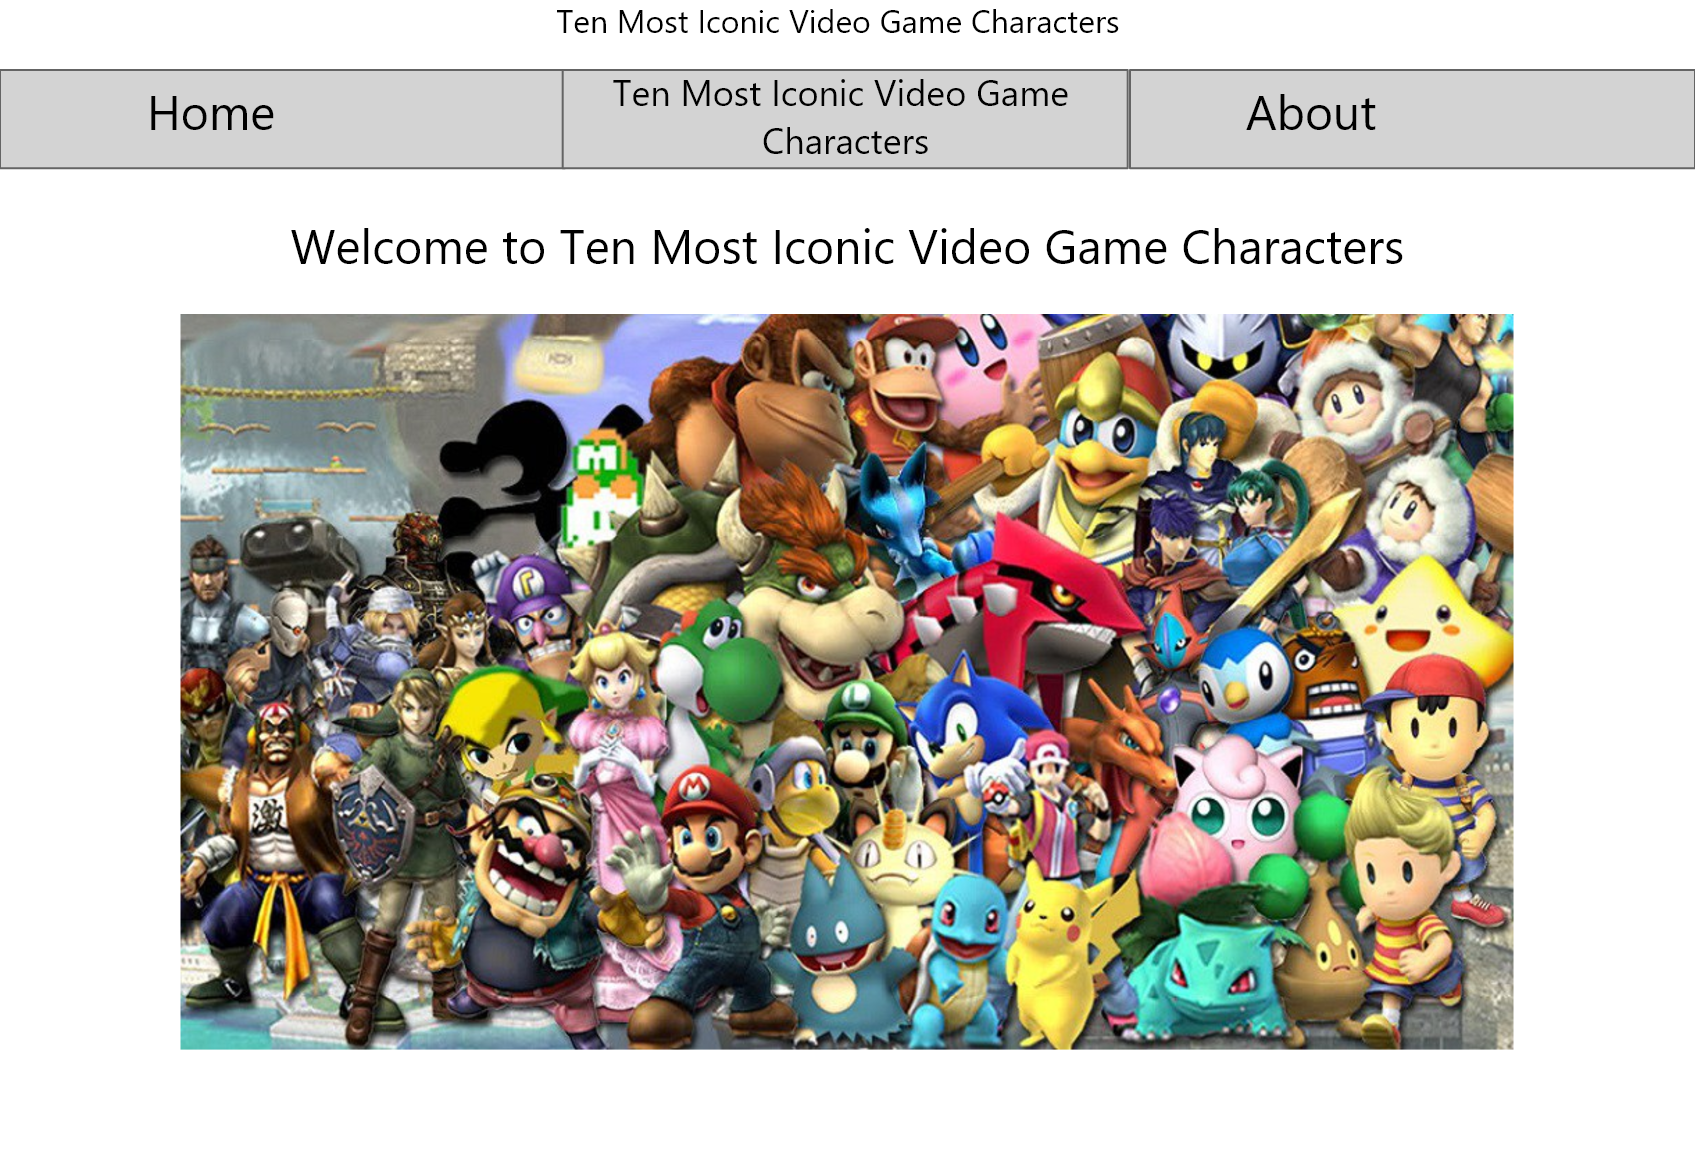 Ten Most Iconic Video Game Characters
Home
Ten Most Iconic Video Game
Characters
About
Welcome to Ten Most Iconic Video Game Characters
L
M
激